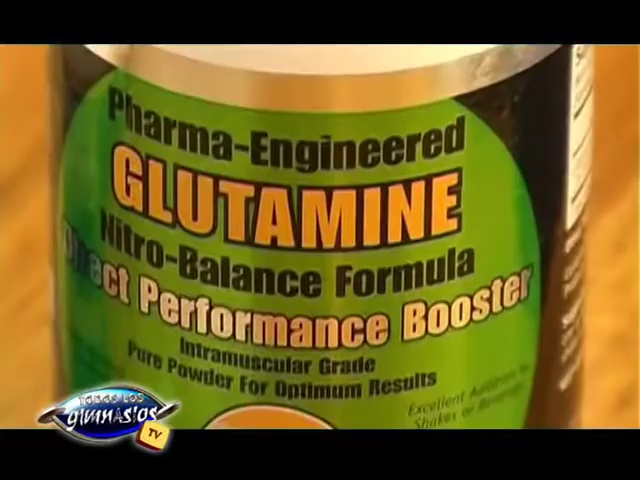 Pharma-Engineered
GLUTAMINE
Nitro-Balance Formula
Direct Performance Booster
Intramuscular Grade
Pure Powder For Optimum Results
Excellent Addition to
Shakes or Beverages
TODOS LOS
gimnasios
TV